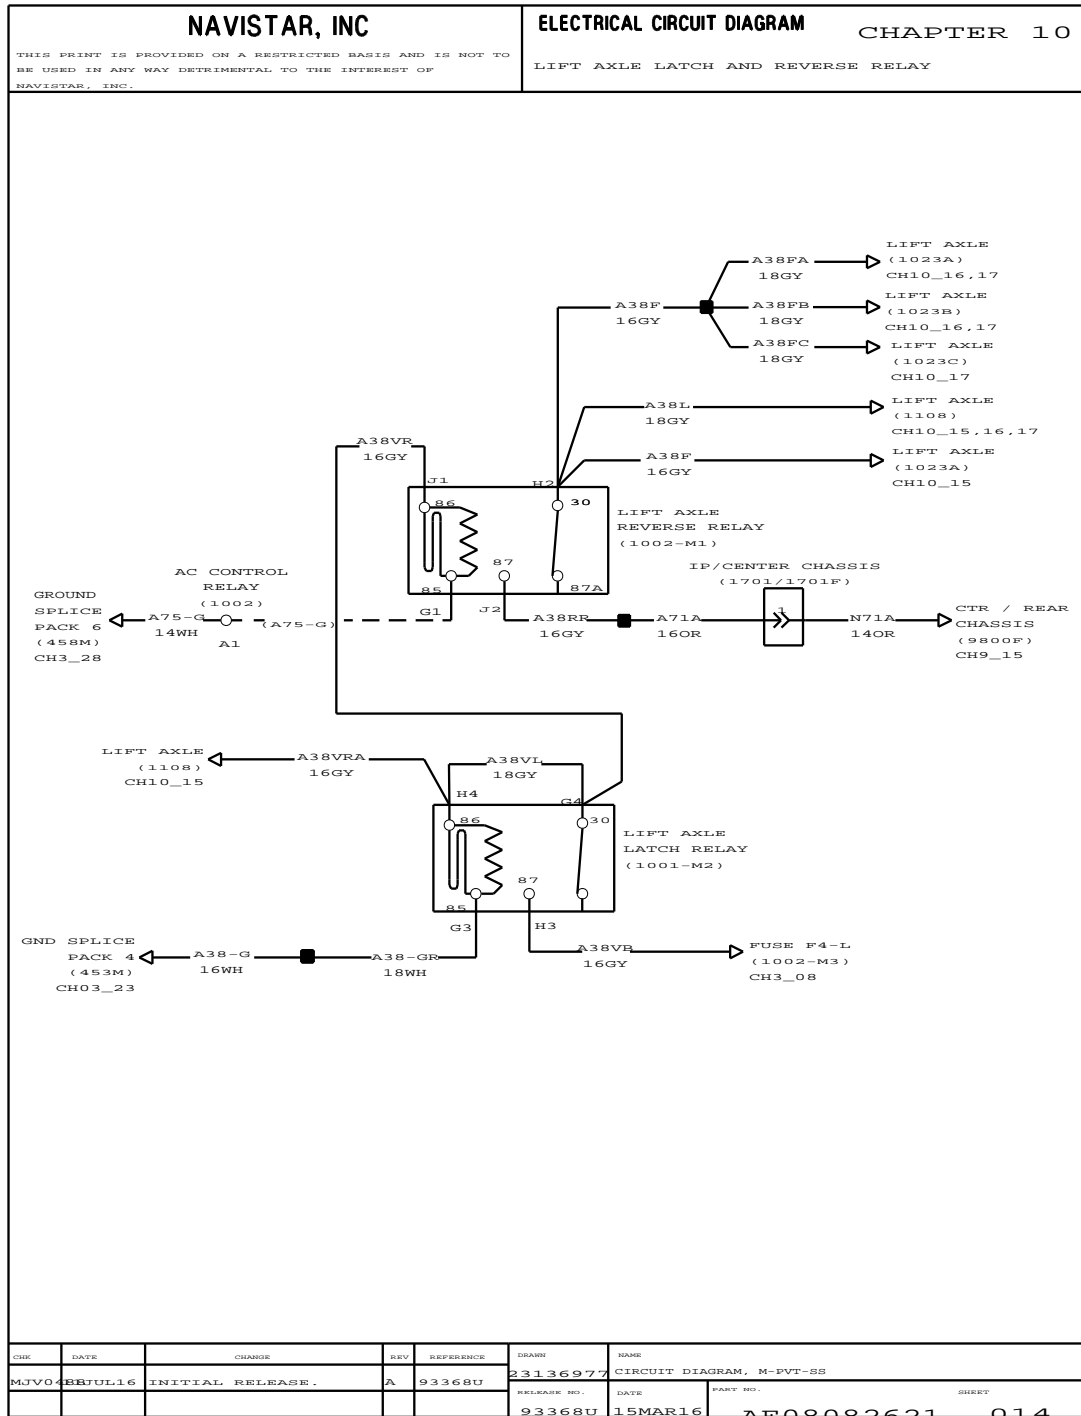 NAVISTAR, INC
THIS PRINT IS PROVIDED ON A RESTRICTED BASIS AND IS NOT TO
BE USED IN ANY WAY DETRIMENTAL TO THE INTEREST OF
NAVISTAR, INC.
ELECTRICAL CIRCUIT DIAGRAM
CHAPTER 10
LIFT AXLE LATCH AND REVERSE RELAY
A38FA
18GY
LIFT AXLE
(1023A)
CH10_16,17
A38F
16GY
A38FB
18GY
LIFT AXLE
(1023B)
CH10_16,17
A38FC
18GY
LIFT AXLE
(1023C)
CH10_17
A38L
18GY
LIFT AXLE
(1108)
CH10_15,16,17
A38VR
16GY
A38F
16GY
LIFT AXLE
(1023A)
CH10_15
J1
H2
86
30
87
85
87A
LIFT AXLE
REVERSE RELAY
(1002-M1)
IP/CENTER CHASSIS
(1701/1701F)
1
AC CONTROL
RELAY
(1002)
GROUND
SPLICE
PACK 6
(458M)
CH3_28
A75-G
14WH
A1
(A75-G)
G1
J2
A38RR
16GY
A71A
16OR
N71A
14OR
CTR / REAR
CHASSIS
(9800F)
CH9_15
LIFT AXLE
(1108)
CH10_15
A38VRA
16GY
A38VL
18GY
H4
G4
86
30
87
85
LIFT AXLE
LATCH RELAY
(1001-M2)
G3
H3
GND SPLICE
PACK 4
(453M)
CH03_23
A38-G
16WH
A38-GR
18WH
A38VB
16GY
FUSE F4-L
(1002-M3)
CH3_08
CHK DATE CHANGE REV REFERENCE DRAWN NAME
INITIAL RELEASE. A 93368U 23136977 CIRCUIT DIAGRAM, M-PVT-SS
RELEASE NO. DATE PART NO. SHEET
93368U 15MAR16